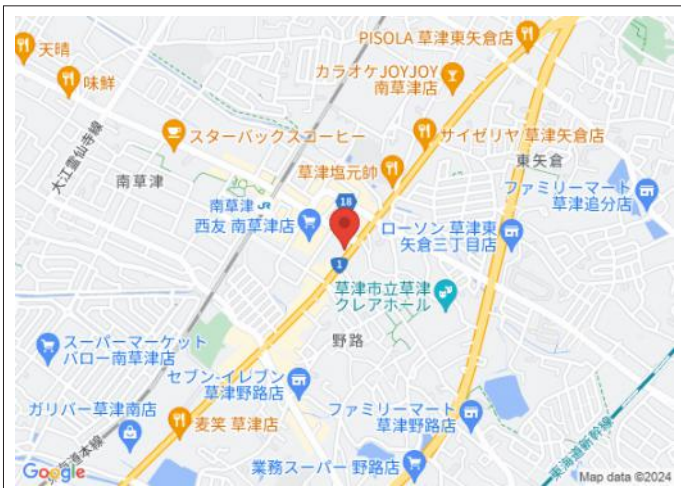 天晴
味鮮
PISOLA 草津東矢倉店
カラオケJOYJOY
南草津店
大江霊仙寺線
スターバックスコーヒー
サイゼリヤ 草津矢倉店
東矢倉
南草津
草津塩元帥
ファミリーマート
草津追分店
南草津
JR
18
西友 南草津店
ローソン 草津東
矢倉三丁目店
1
草津市立草津
クレアホール
スーパーマーケット
バロー南草津店
野路
セブン-イレブン
草津野路店
ガリバー草津南店
麦笑 草津店
ファミリーマート
草津野路店
東海道本線
業務スーパー 野路店
東海道新幹線
Google
Map data ©2024